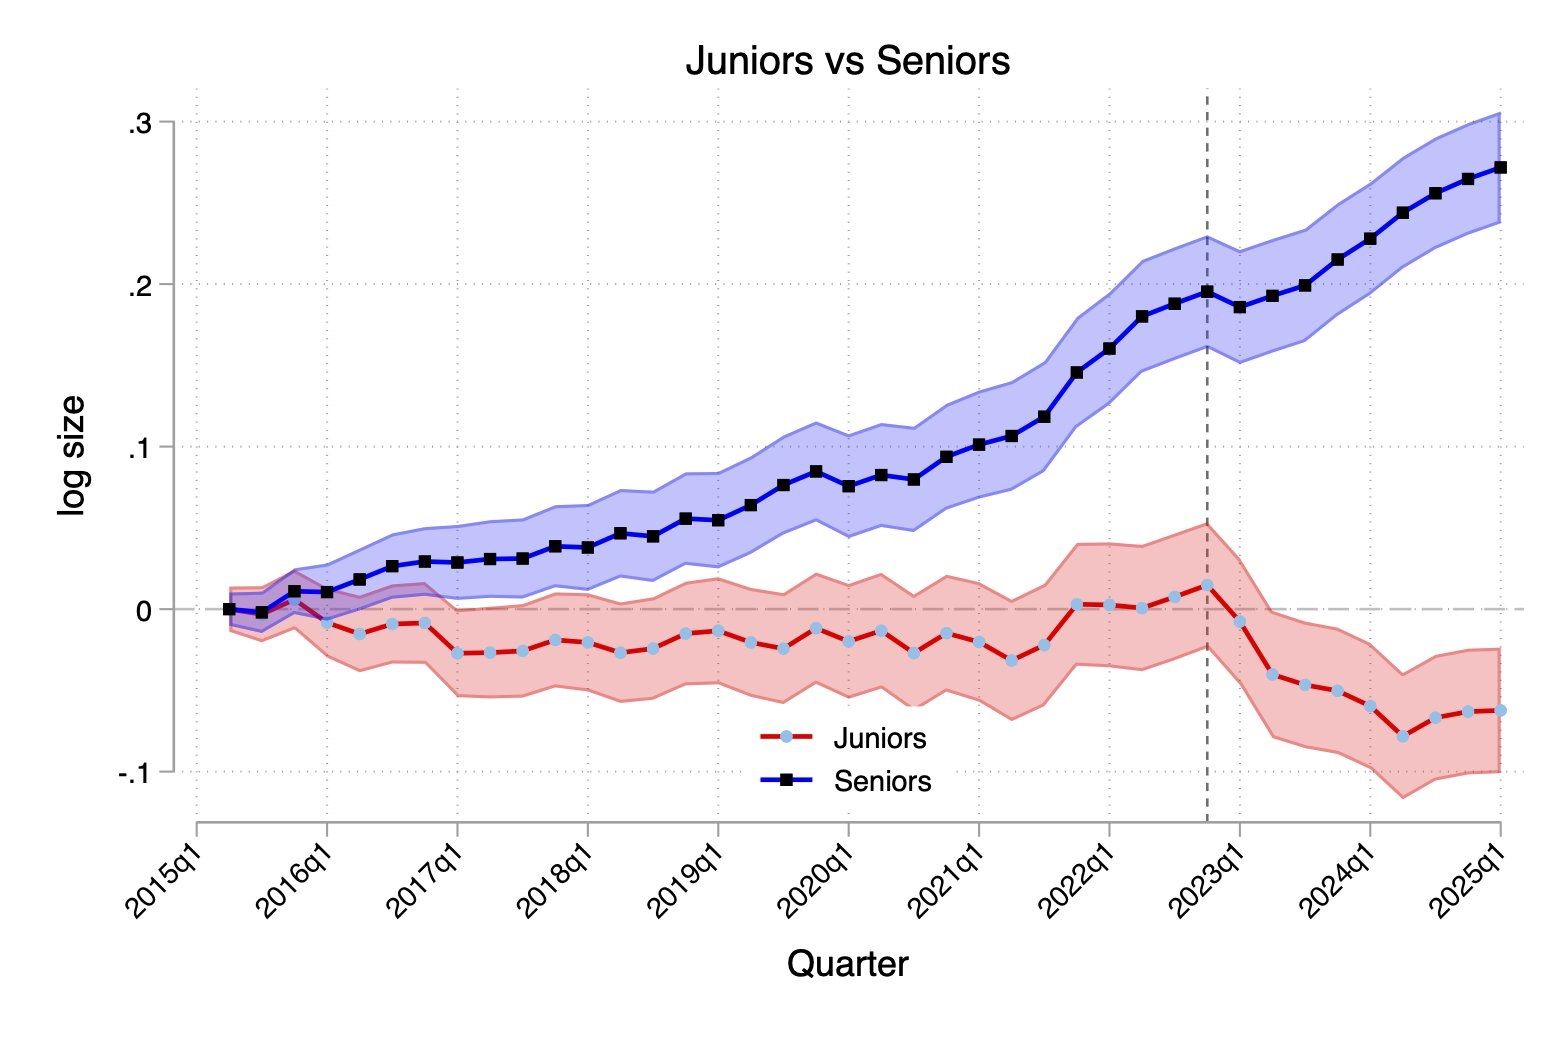 Juniors vs Seniors
.3
.2
.1
0
-.1
log size
Juniors
Seniors
2015q1
2016q1
2017q1
2018q1
2019q1
2020q1
2021q1
2022q1
2023q1
2024q1
2025q1
Quarter